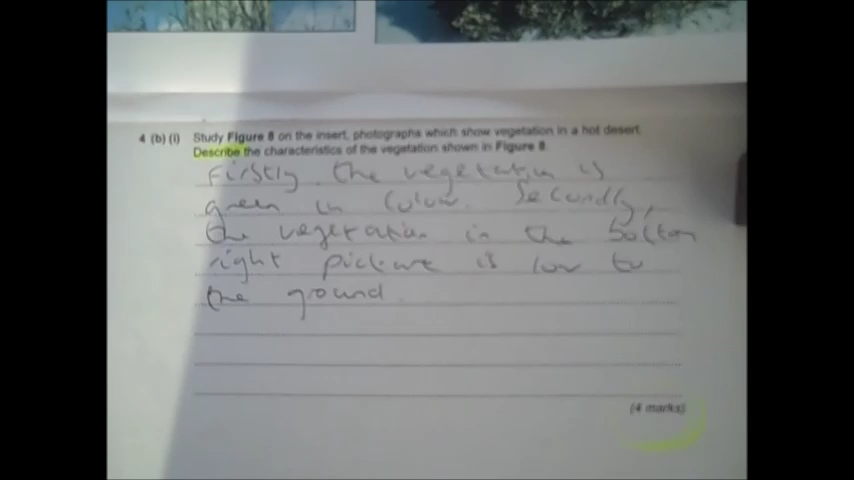 4 (b) (i) Study Figure 8 on the insert, photographs which show vegetation in a hot desert.
Describe the characteristics of the vegetation shown in Figure 8.
Firstly the vegetation is
green in colour. Secondly,
the vegetation in the bottom
right picture is low to
the ground.
(4 marks)